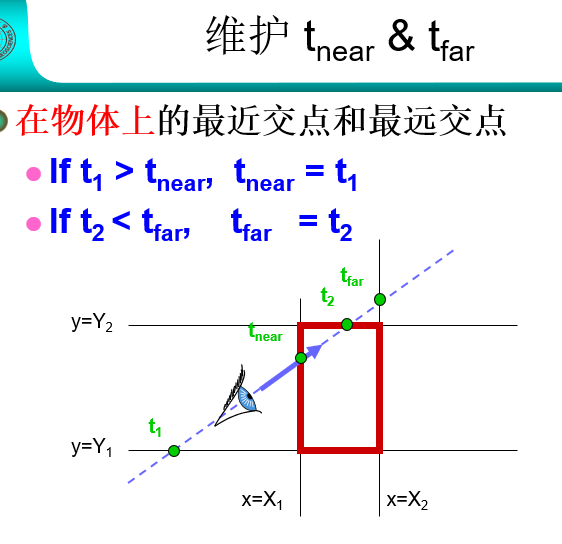 维护 tnear & tfar
在物体上的最近交点和最远交点
If t1 > tnear, tnear = t1
If t2 < tfar, tfar = t2
tfar
t2
y=Y2
tnear
t1
y=Y1
x=X1
x=X2